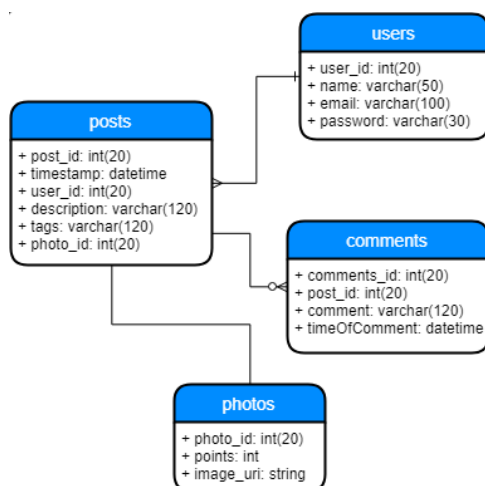 users
+ user_id: int(20)
+ name: varchar(50)
+ email: varchar(100)
+ password: varchar(30)
posts
+ post_id: int(20)
+ timestamp: datetime
+ user_id: int(20)
+ description: varchar(120)
+ tags: varchar(120)
+ photo_id: int(20)
comments
+ comments_id: int(20)
+ post_id: int(20)
+ comment: varchar(120)
+ timeOfComment: datetime
photos
+ photo_id: int(20)
+ points: int
+ image_uri: string